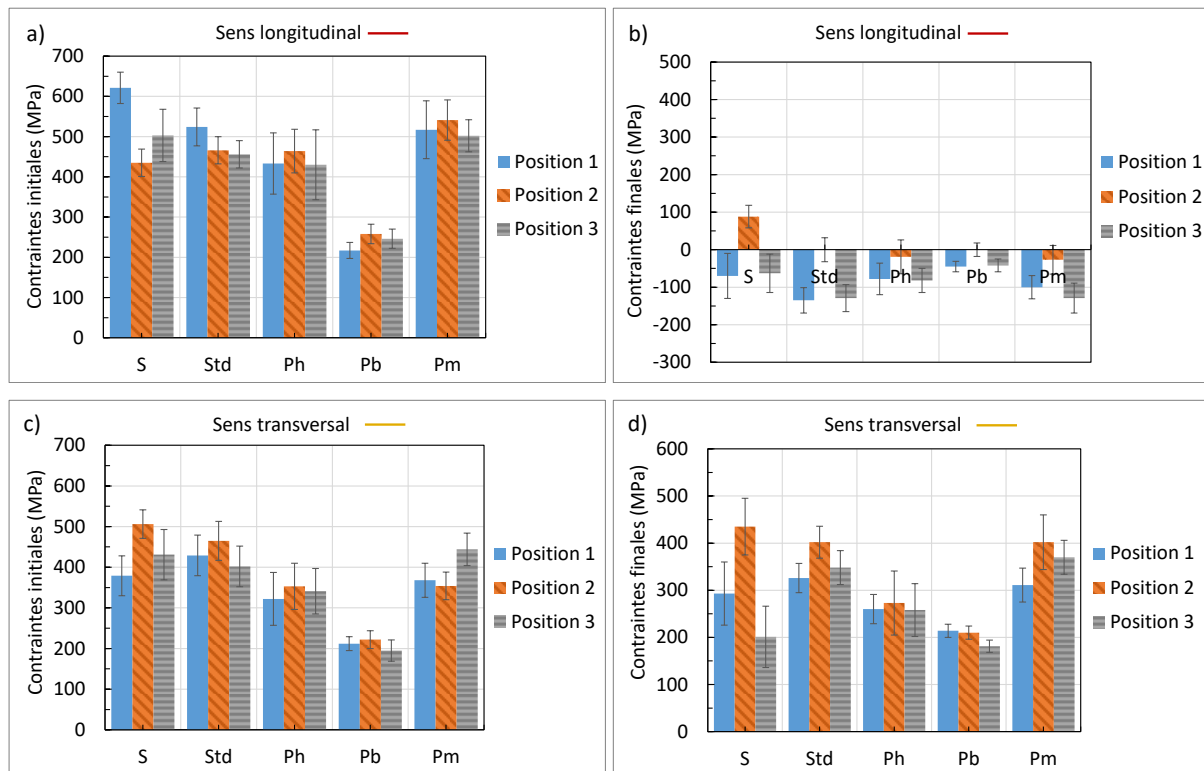 a)
Sens longitudinal
Contraintes initiales (MPa)
700
600
500
400
300
200
100
0
S Std Ph Pb Pm
Position 1
Position 2
Position 3
b)
Sens longitudinal
Contraintes finales (MPa)
500
400
300
200
100
0
-100
-200
-300
S Std Ph Pb Pm
Position 1
Position 2
Position 3
c)
Sens transversal
Contraintes initiales (MPa)
700
600
500
400
300
200
100
0
S Std Ph Pb Pm
Position 1
Position 2
Position 3
d)
Sens transversal
Contraintes finales (MPa)
600
500
400
300
200
100
0
S Std Ph Pb Pm
Position 1
Position 2
Position 3